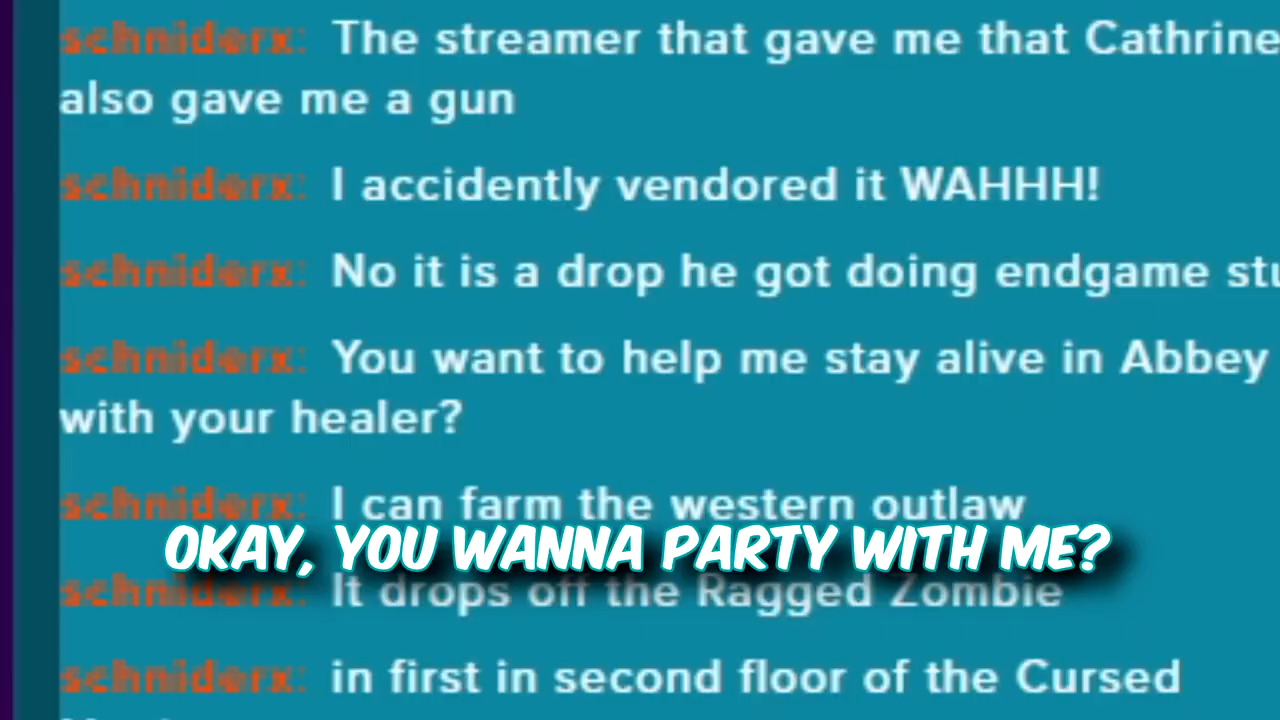 schniderx: The streamer that gave me that Cathrine
also gave me a gun
schniderx: I accidently vendored it WAHHH!
schniderx: No it is a drop he got doing endgame
schniderx: You want to help me stay alive in Abbey
with your healer?
schniderx: I can farm the western outlaw
OKAY, YOU WANNA PARTY WITH ME?
schniderx: It drops off the Ragged Zombie
schniderx: in first in second floor of the Cursed